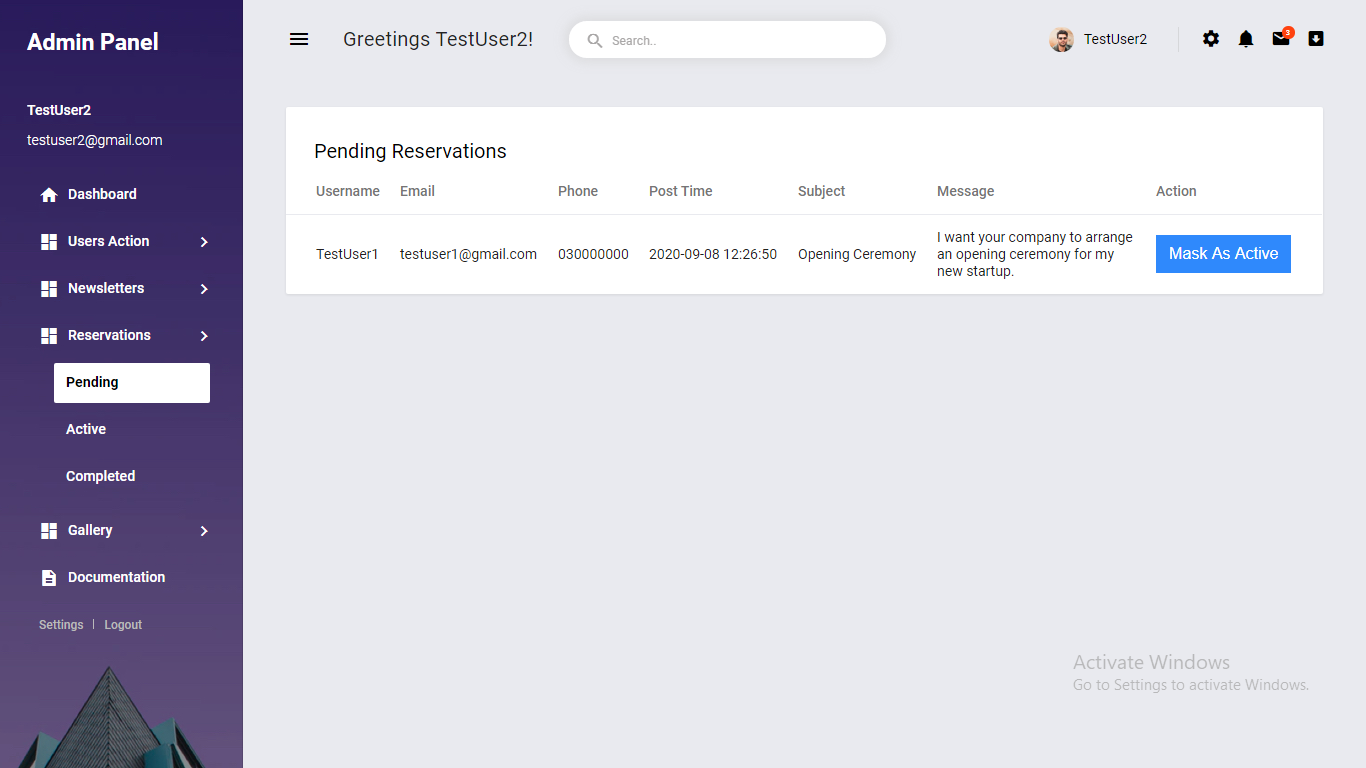 Admin Panel
Greetings TestUser2!
Search..
TestUser2
3
TestUser2
testuser2@gmail.com
Dashboard
Users Action
Newsletters
Reservations
Pending
Active
Completed
Gallery
Documentation
Settings | Logout
Pending Reservations
Username Email Phone Post Time Subject Message Action
TestUser1 testuser1@gmail.com 030000000 2020-09-08 12:26:50 Opening Ceremony
I want your company to arrange
an opening ceremony for my
new startup.
Mask As Active
Activate Windows
Go to Settings to activate Windows.